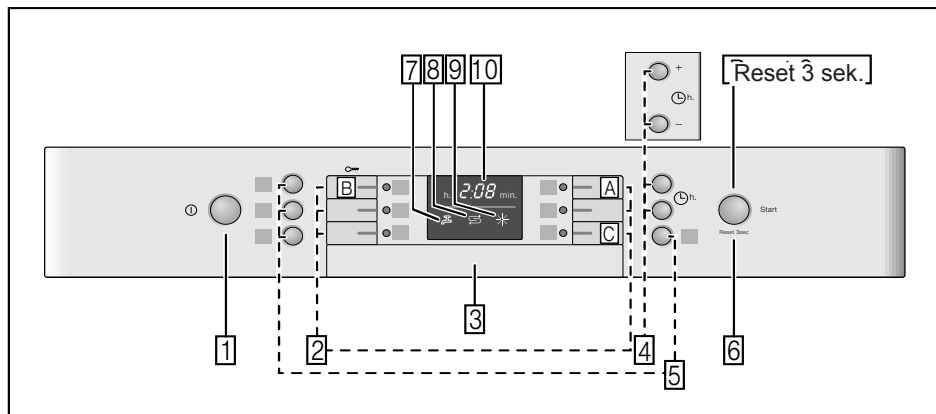 7 8 9 10
+
h.
−
Reset 3 sek.
B
h. 2:08 min.
A
h.
C
Start
Reset 3sec
3
1
2
4
6
5